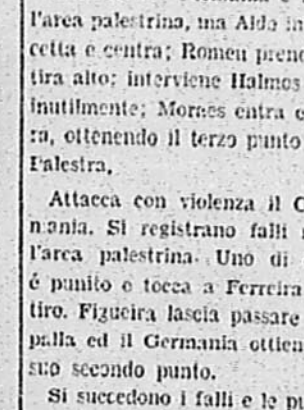 l'area palestrina, ma Aldo in
cetta e centra; Romeu prend
tira alto; interviene Halmos
inutilmente; Moraes entra e
ra, ottenendo il terzo punto
Palestra.
Attacca con violenza il G
mania. Si registrano falli
l'area palestrina. Uno di
é punito e tocca a Ferreira
tiro. Figueira lascia passare
palla ed il Germania ottien
suo secondo punto.
Si succedono i falli e le pu